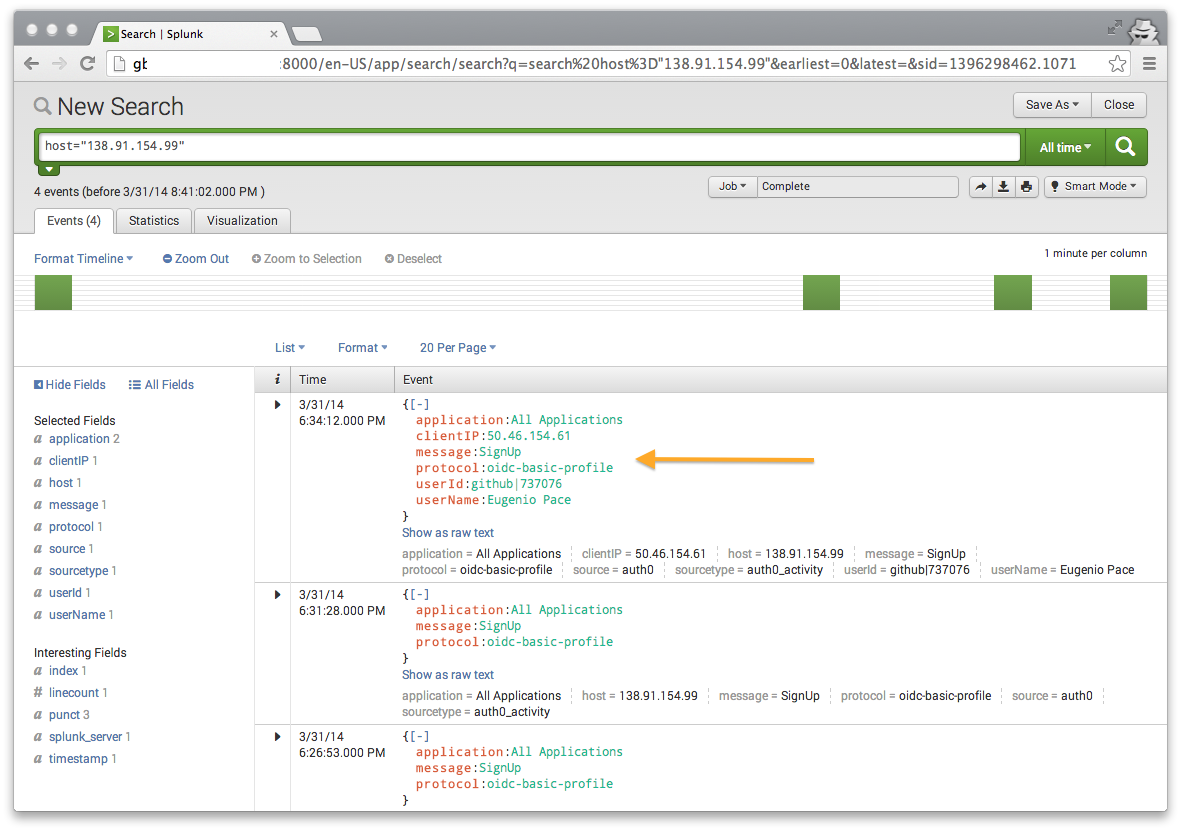 Search | Splunk
gb :8000/en-US/app/search/search?q=search%20host%3D"138.91.154.99"&earliest=0&latest=&sid=1396298462.1071
New Search
Save As Close
host="138.91.154.99"
All time
4 events (before 3/31/14 8:41:02.000 PM )
Job Complete Smart Mode
Events (4) Statistics Visualization
Format Timeline Zoom Out Zoom to Selection Deselect
1 minute per column
List Format 20 Per Page
Hide Fields All Fields
Selected Fields
a application 2
a clientIP 1
a host 1
a message 1
a protocol 1
a source 1
a sourcetype 1
a userId 1
a userName 1
Interesting Fields
a index 1
# linecount 1
a punct 3
a splunk_server 1
a timestamp 1
i Time Event
3/31/14
6:34:12.000 PM
{[-]
application:All Applications
clientIP:50.46.154.61
message:SignUp
protocol:oidc-basic-profile
userId:github|737076
userName:Eugenio Pace
}
Show as raw text
application = All Applications clientIP = 50.46.154.61 host = 138.91.154.99 message = SignUp
protocol = oidc-basic-profile source = auth0 sourcetype = auth0_activity userId = github|737076 userName = Eugenio Pace
3/31/14
6:31:28.000 PM
{[-]
application:All Applications
message:SignUp
protocol:oidc-basic-profile
}
Show as raw text
application = All Applications host = 138.91.154.99 message = SignUp protocol = oidc-basic-profile source = auth0
sourcetype = auth0_activity
3/31/14
6:26:53.000 PM
{[-]
application:All Applications
message:SignUp
protocol:oidc-basic-profile
}